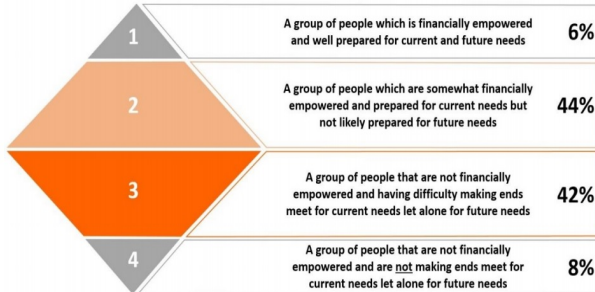 1
A group of people which is financially empowered
and well prepared for current and future needs
6%
2
A group of people which are somewhat financially
empowered and prepared for current needs but
not likely prepared for future needs
44%
3
A group of people that are not financially
empowered and having difficulty making ends
meet for current needs let alone for future needs
42%
4
A group of people that are not financially
empowered and are not making ends meet for
current needs let alone for future needs
8%